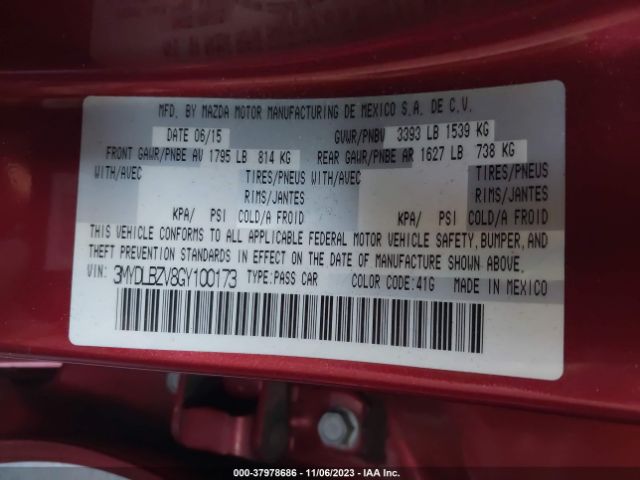 MFD. BY MAZDA MOTOR MANUFACTURING DE MEXICO S.A. DE C.V.
DATE 06/15 GVWR/PNBV 3393 LB 1539 KG
FRONT GAWR/PNBE AV 1795 LB 814 KG REAR GAWR/PNBE AR 1627 LB 738 KG
WITH/AVEC TIRES/PNEUS WITH/AVEC TIRES/PNEUS
RIMS/JANTES RIMS/JANTES
KPA/ PSI COLD/A FROID KPA/ PSI COLD/A FROID
THIS VEHICLE CONFORMS TO ALL APPLICABLE FEDERAL MOTOR VEHICLE SAFETY, BUMPER, AND
THEFT PREVENTION STANDARDS IN EFFECT ON THE DATE OF MANUFACTURE SHOWN ABOVE.
VIN: 3MYDLBZV8GY100173 TYPE:PASS CAR COLOR CODE:41G MADE IN MEXICO
000-37978686 - 11/06/2023 - IAA Inc.